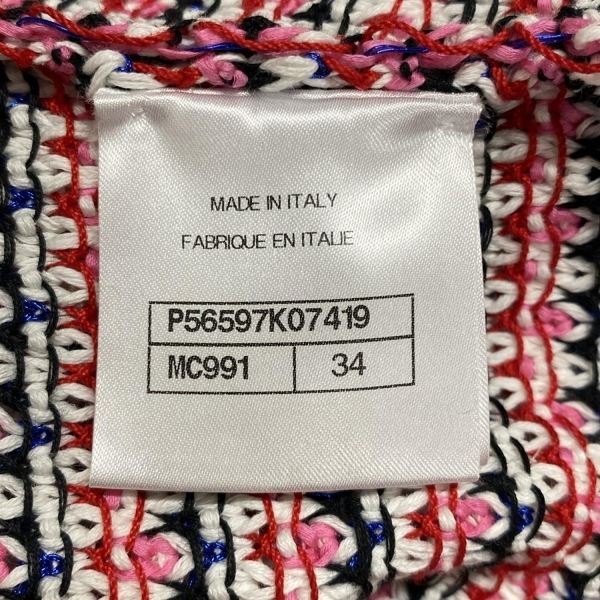 MADE IN ITALY
FABRIQUE EN ITALIE
P56597K07419
MC991 34